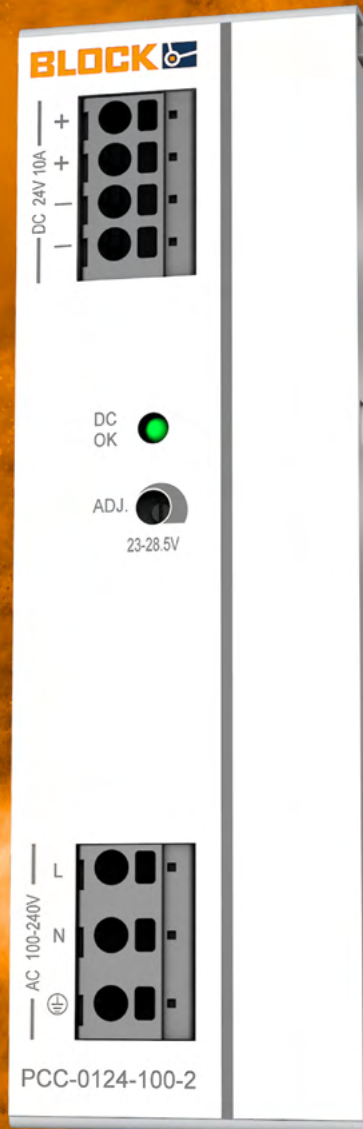 BLOCK
+
+
−
−
DC 24V 10A
DC
OK
ADJ.
23-28.5V
L
N
AC 100-240V
PCC-0124-100-2